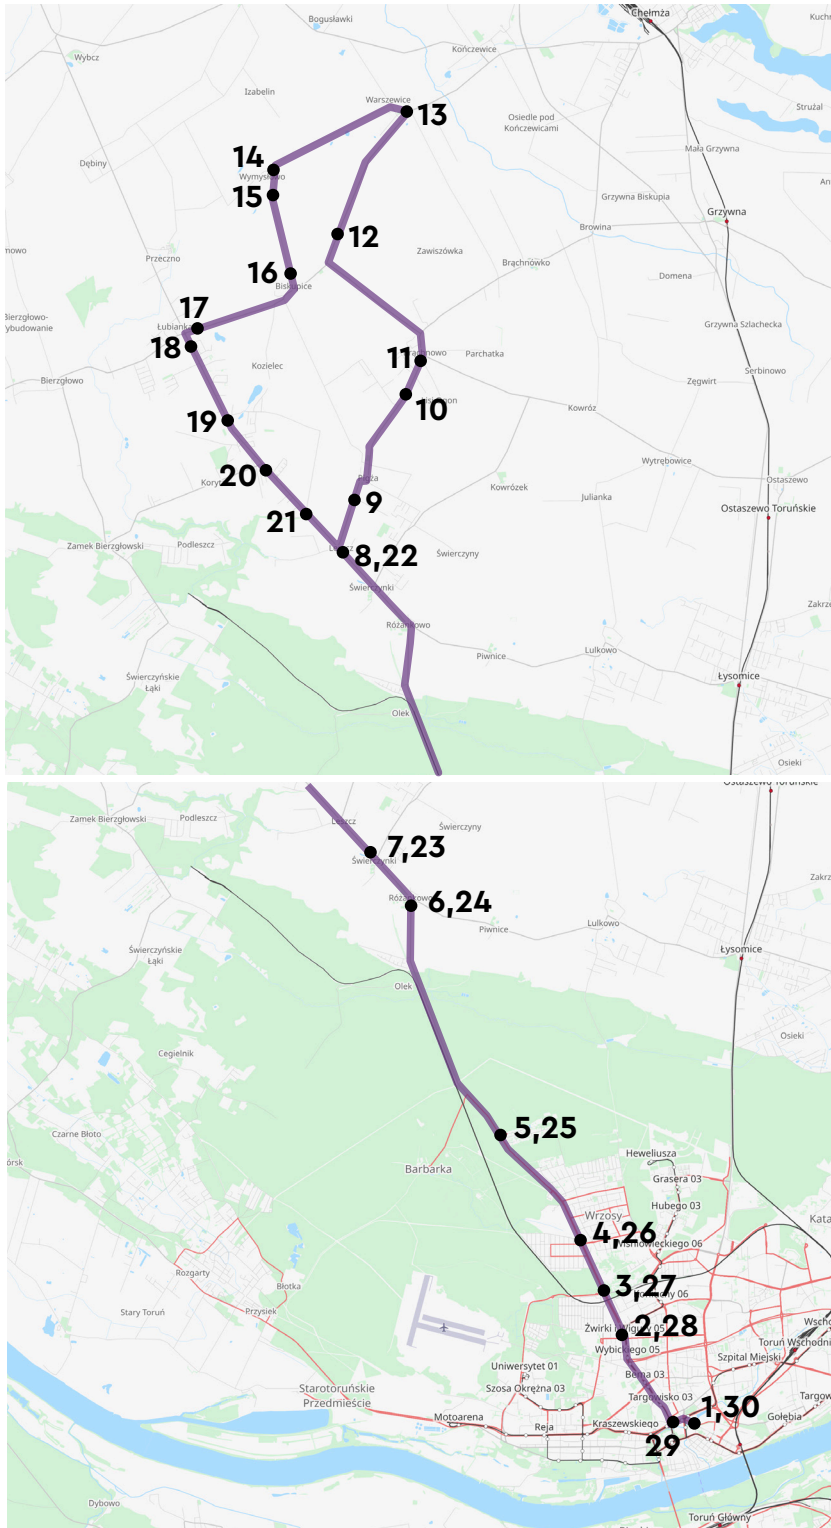 Chełmża
Bogusławki
Kończewice
Wybcz
Izabelin
Warszewice
13
Osiedle pod
Kończewicami
Strużal
Mała Grzywna
Dębiny
14
15
Grzywna Biskupia
Grzywna
12
Browina
Zawiszówka
Brąchnówko
Przeczno
16
Biskupice
Domena
Bierzgłowo-
17
Łubianka
18
Grzywna Szlachecka
Kozielec
11
Parchatka
Serbinowo
Bierzgłowo
Zęgwirt
10
Kowróz
19
20
Wytrębowice
Ostaszewo
Kowrózek
Julianka
9
21
Ostaszewo Toruńskie
Zamek Bierzgłowski
Podleszcz
8,22
Świerczyny
Świerczynki
Różankowo
Piwnice
Lulkowo
Łysomice
Świerczyńskie
Łąki
Olek
Osieki
Zamek Bierzgłowski
Podleszcz
Leszcz
Świerczyny
7,23
Różankowo
6,24
Piwnice
Lulkowo
Łysomice
Świerczyńskie
Łąki
Olek
Osieki
Cegielnik
Czarne Błoto
5,25
Barbarka
Heweliusza
Grasera 03
Hubego 03
Wrzosy
4,26
Rozgarty
Błotka
3,27
Stary Toruń
Przysiek
Żwirki i Wigury 05
2,28
Wybickiego 05
Toruń Wschodni
Szpital Miejski
Uniwersytet 01
Bema 03
Starotoruńskie
Przedmieście
Szosa Okrężna 03
Targowisko 03
1,30
Motoarena
Reja
Kraszewskiego
Gołębia
29
Dybowo
Toruń Główny